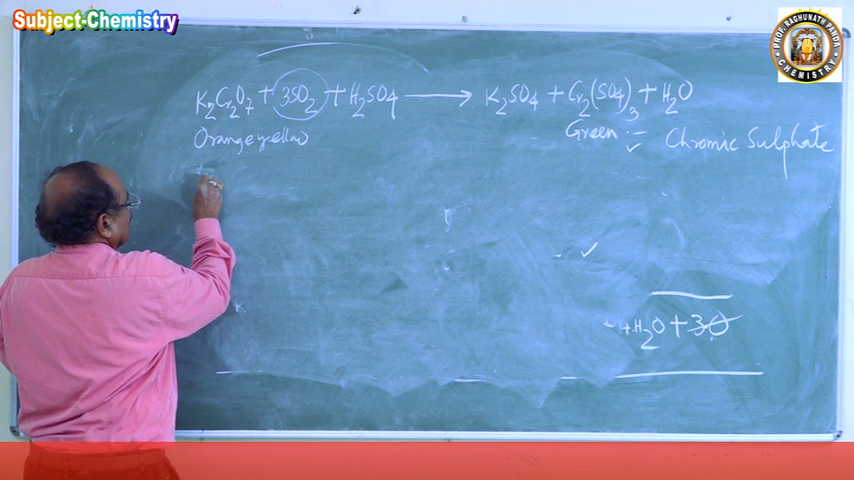 Subject-Chemistry
PROF. RAGHUNATH PANDA
CHEMISTRY
K₂Cr₂O₇ + 3SO₂ + H₂SO₄ ⟶ K₂SO₄ + Cr₂(SO₄)₃ + H₂O
Orange yellow Green :- Chromic Sulphate
✓
✓
H₂O + 3O